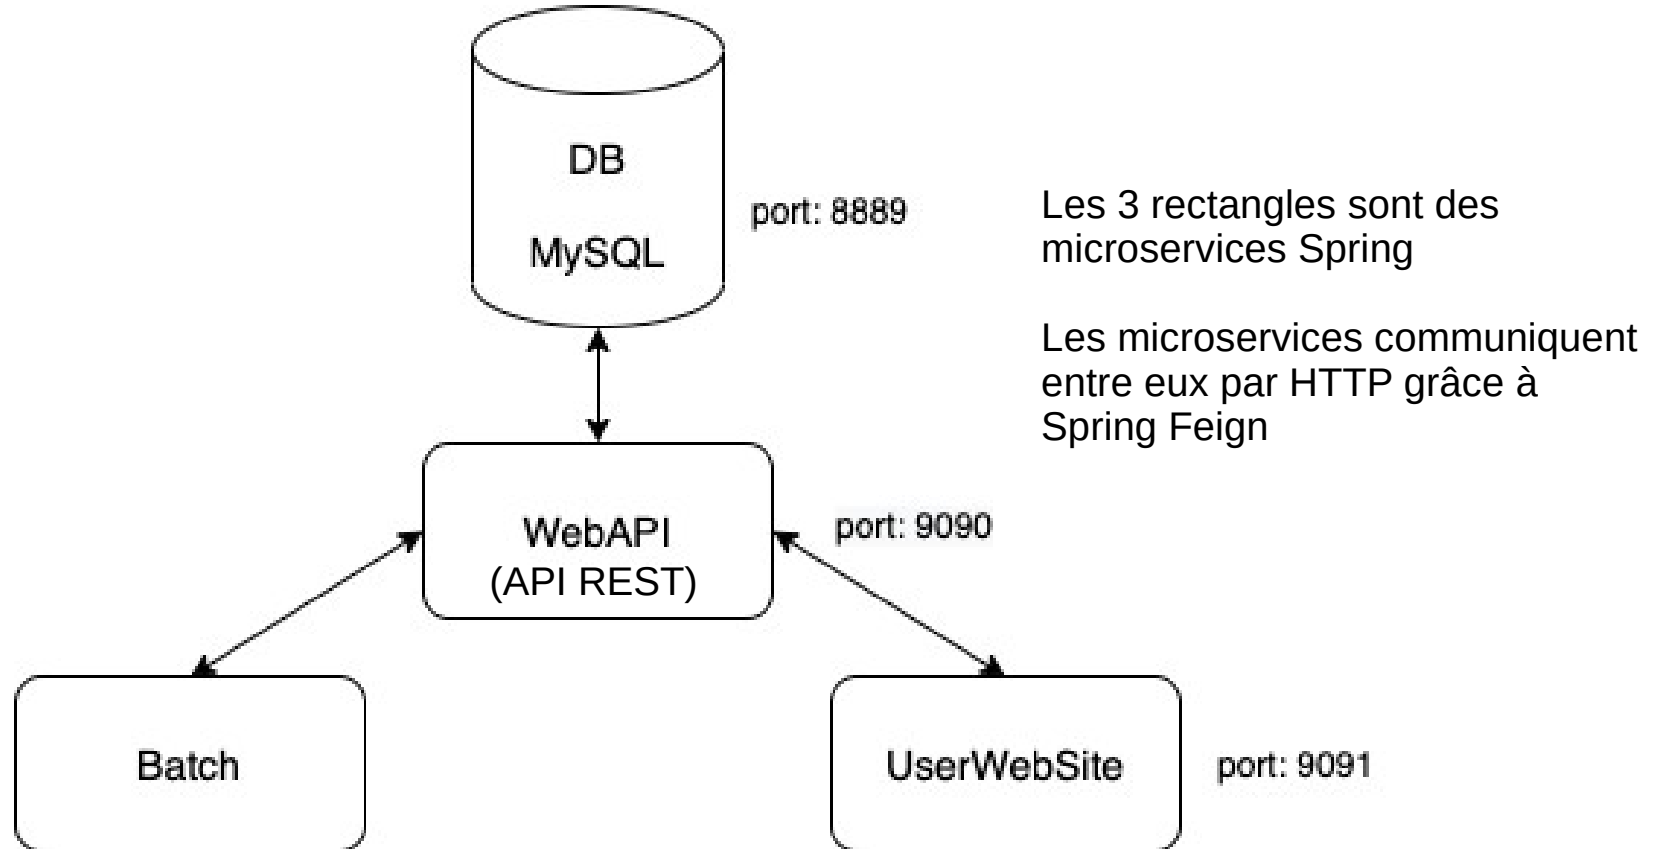 DB
MySQL
port: 8889
Les 3 rectangles sont des
microservices Spring
Les microservices communiquent
entre eux par HTTP grâce à
Spring Feign
WebAPI
(API REST)
port: 9090
Batch
UserWebSite
port: 9091